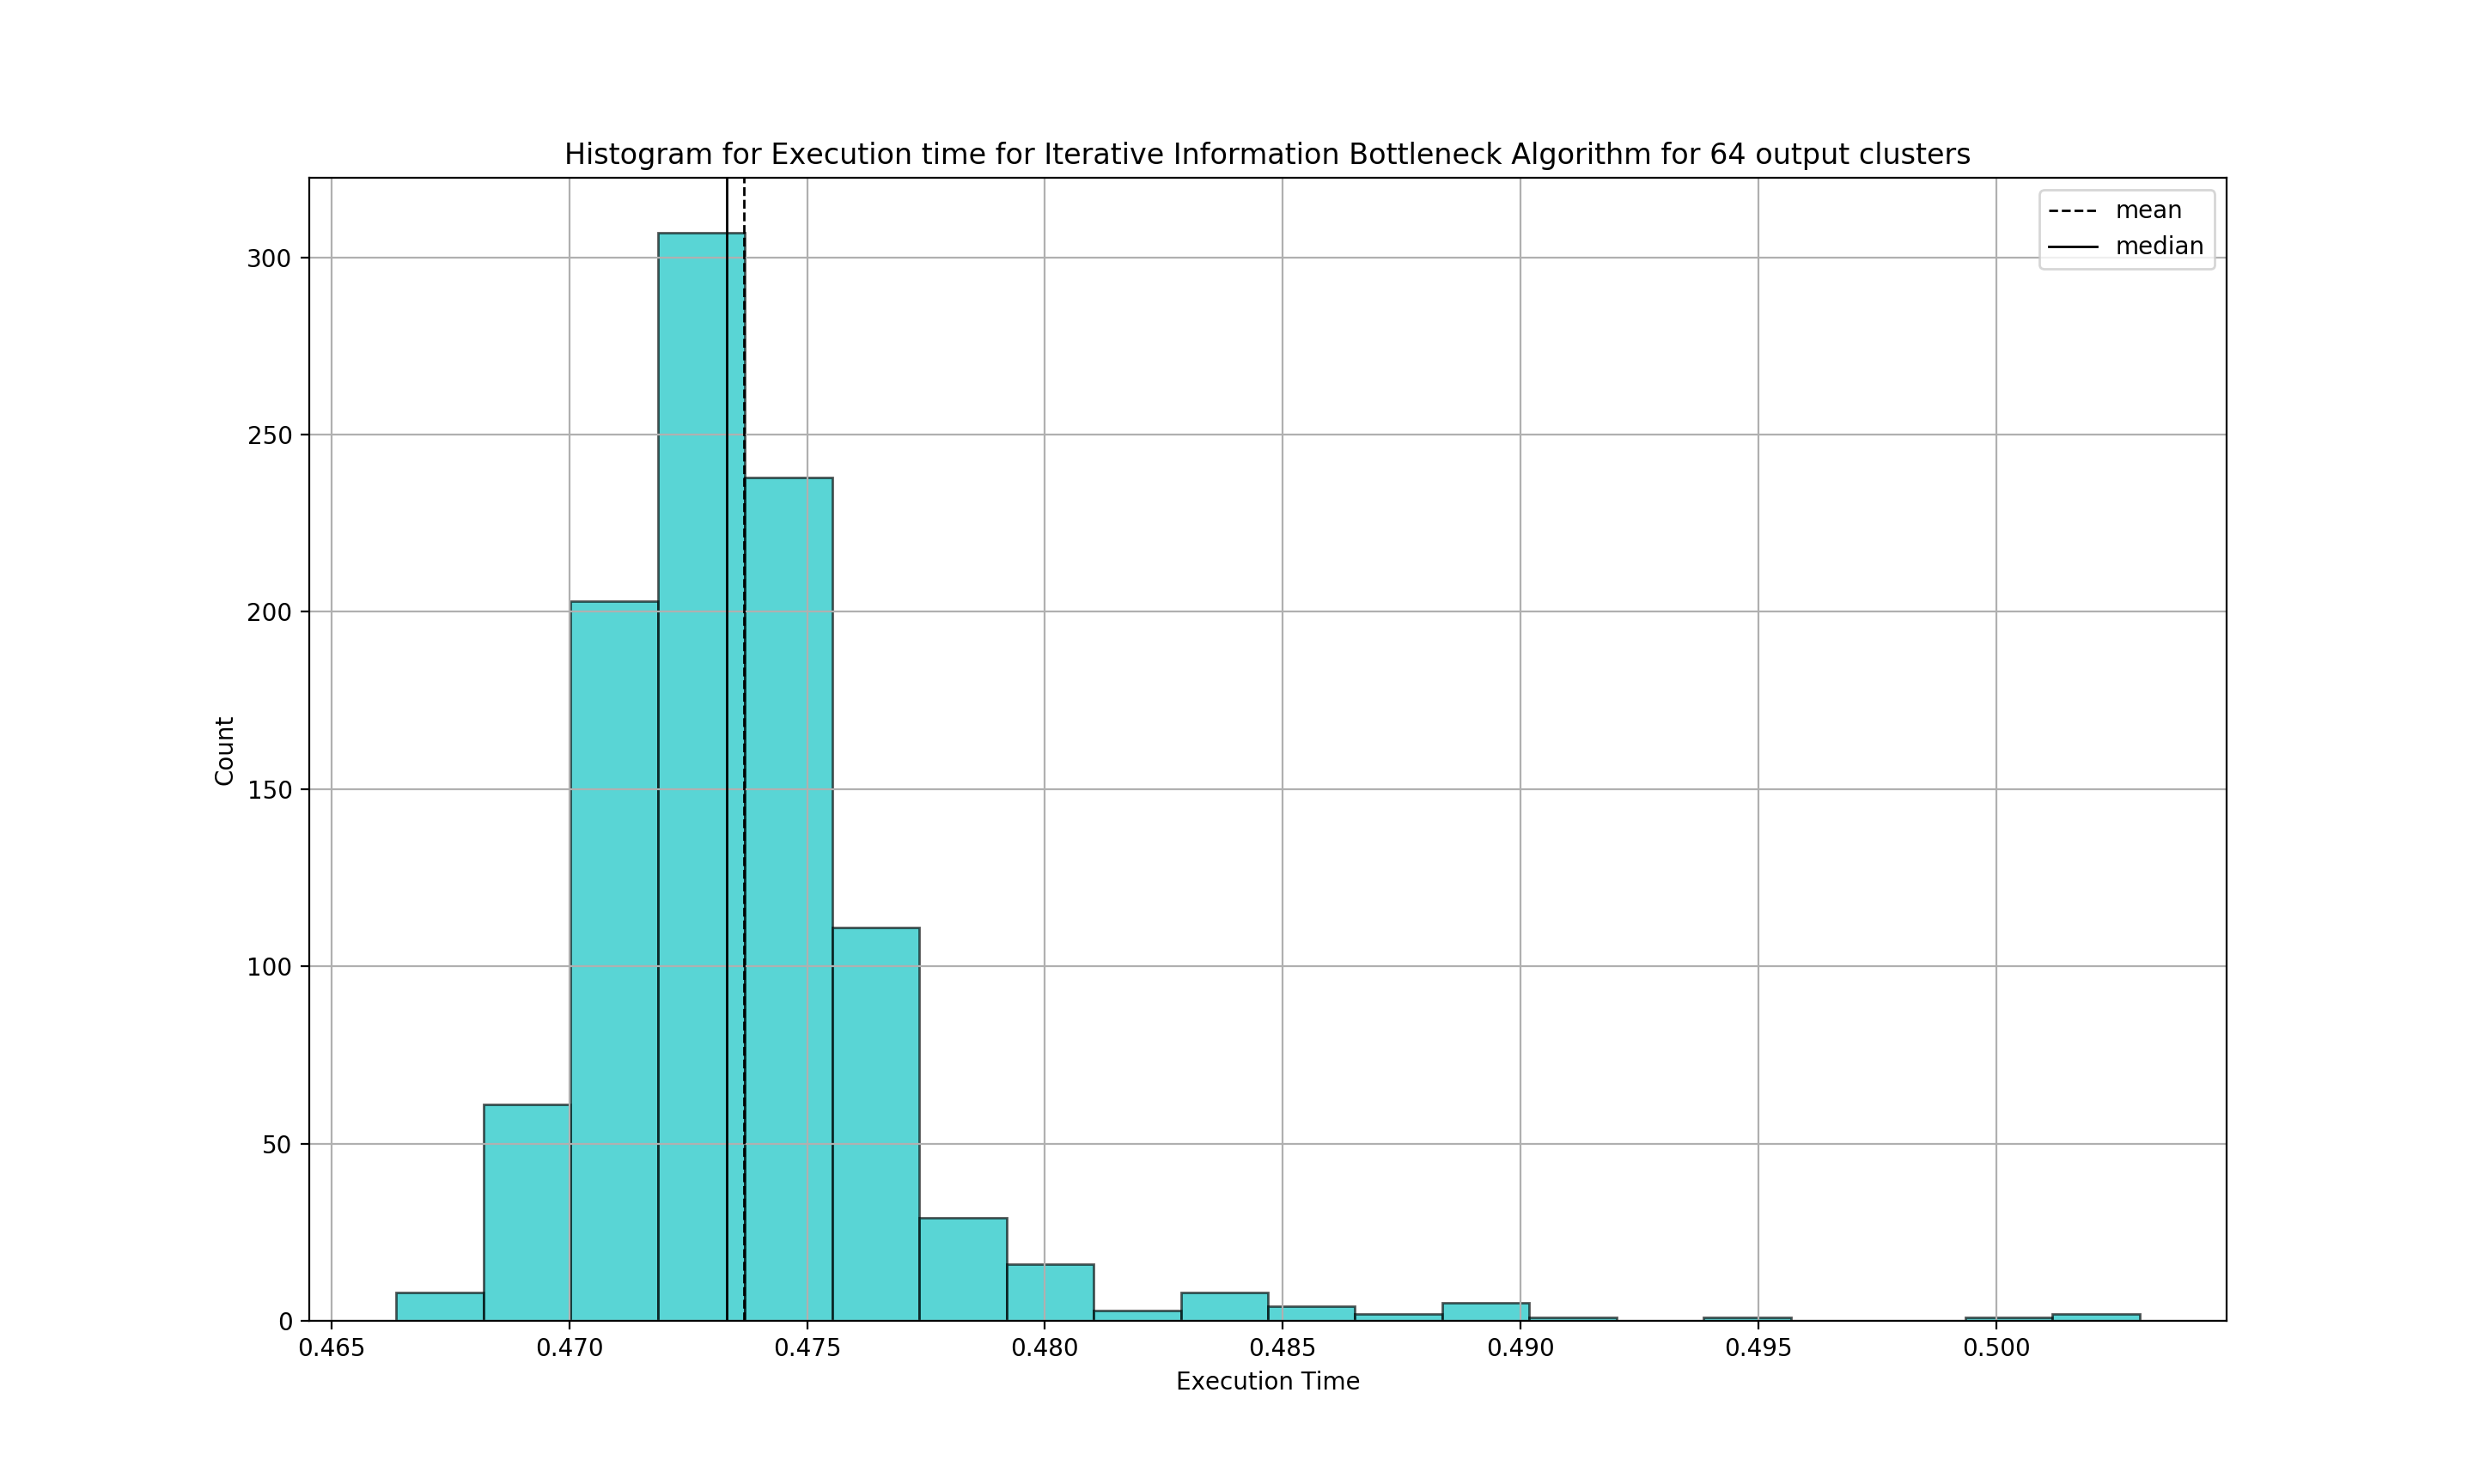 Histogram for Execution time for Iterative Information Bottleneck Algorithm for 64 output clusters
mean
median
300
250
200
150
100
50
0
Count
0.465 0.470 0.475 0.480 0.485 0.490 0.495 0.500
Execution Time